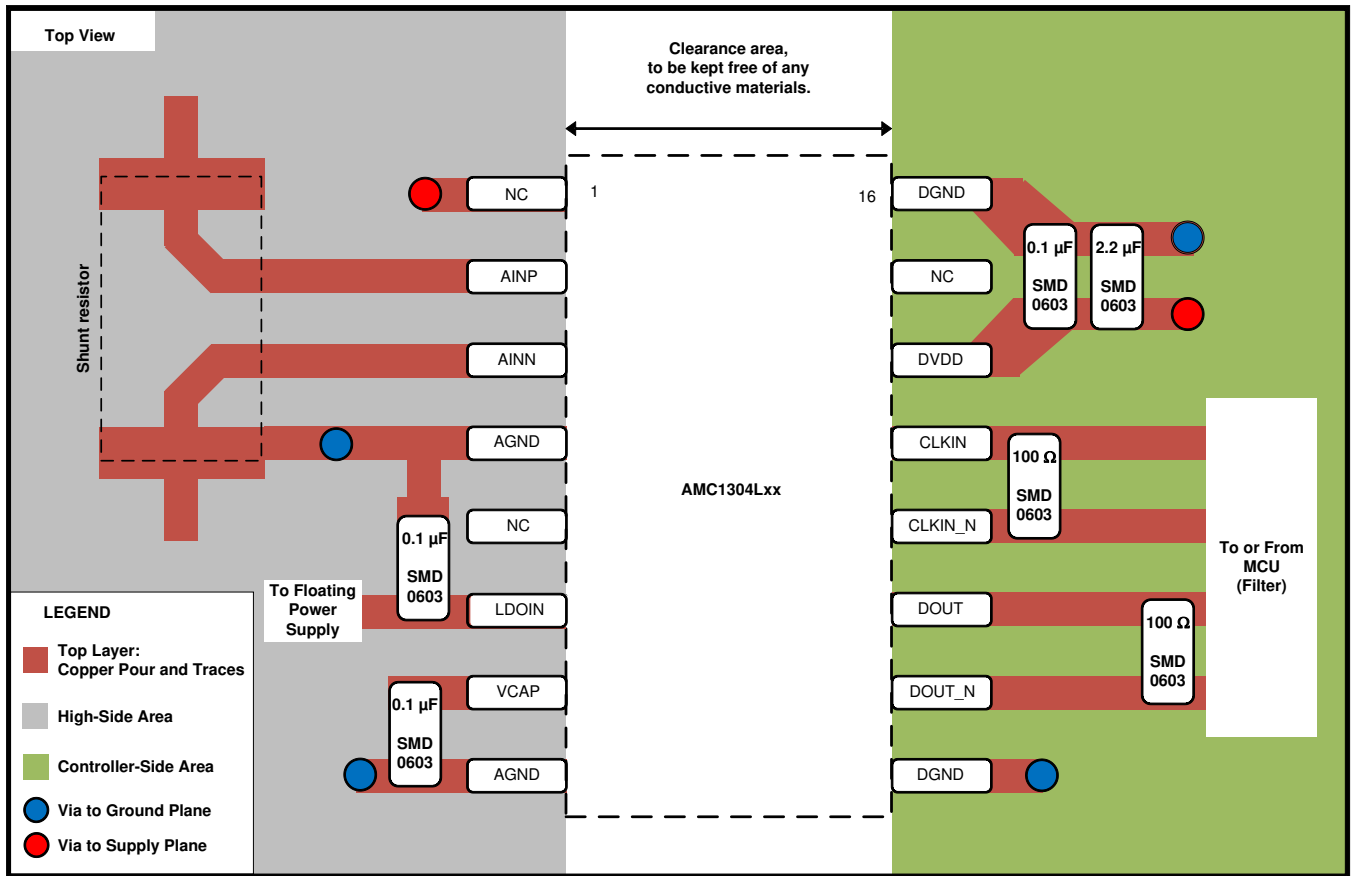 Top View
Clearance area,
to be kept free of any
conductive materials.
Shunt resistor
NC
AINP
AINN
AGND
NC
LDOIN
VCAP
AGND
1
16
AMC1304Lxx
DGND
NC
DVDD
CLKIN
CLKIN_N
DOUT
DOUT_N
DGND
0.1 µF
SMD
0603
2.2 µF
SMD
0603
100 Ω
SMD
0603
100 Ω
SMD
0603
To or From
MCU
(Filter)
0.1 µF
SMD
0603
To Floating
Power
Supply
0.1 µF
SMD
0603
LEGEND
Top Layer:
Copper Pour and Traces
High-Side Area
Controller-Side Area
Via to Ground Plane
Via to Supply Plane